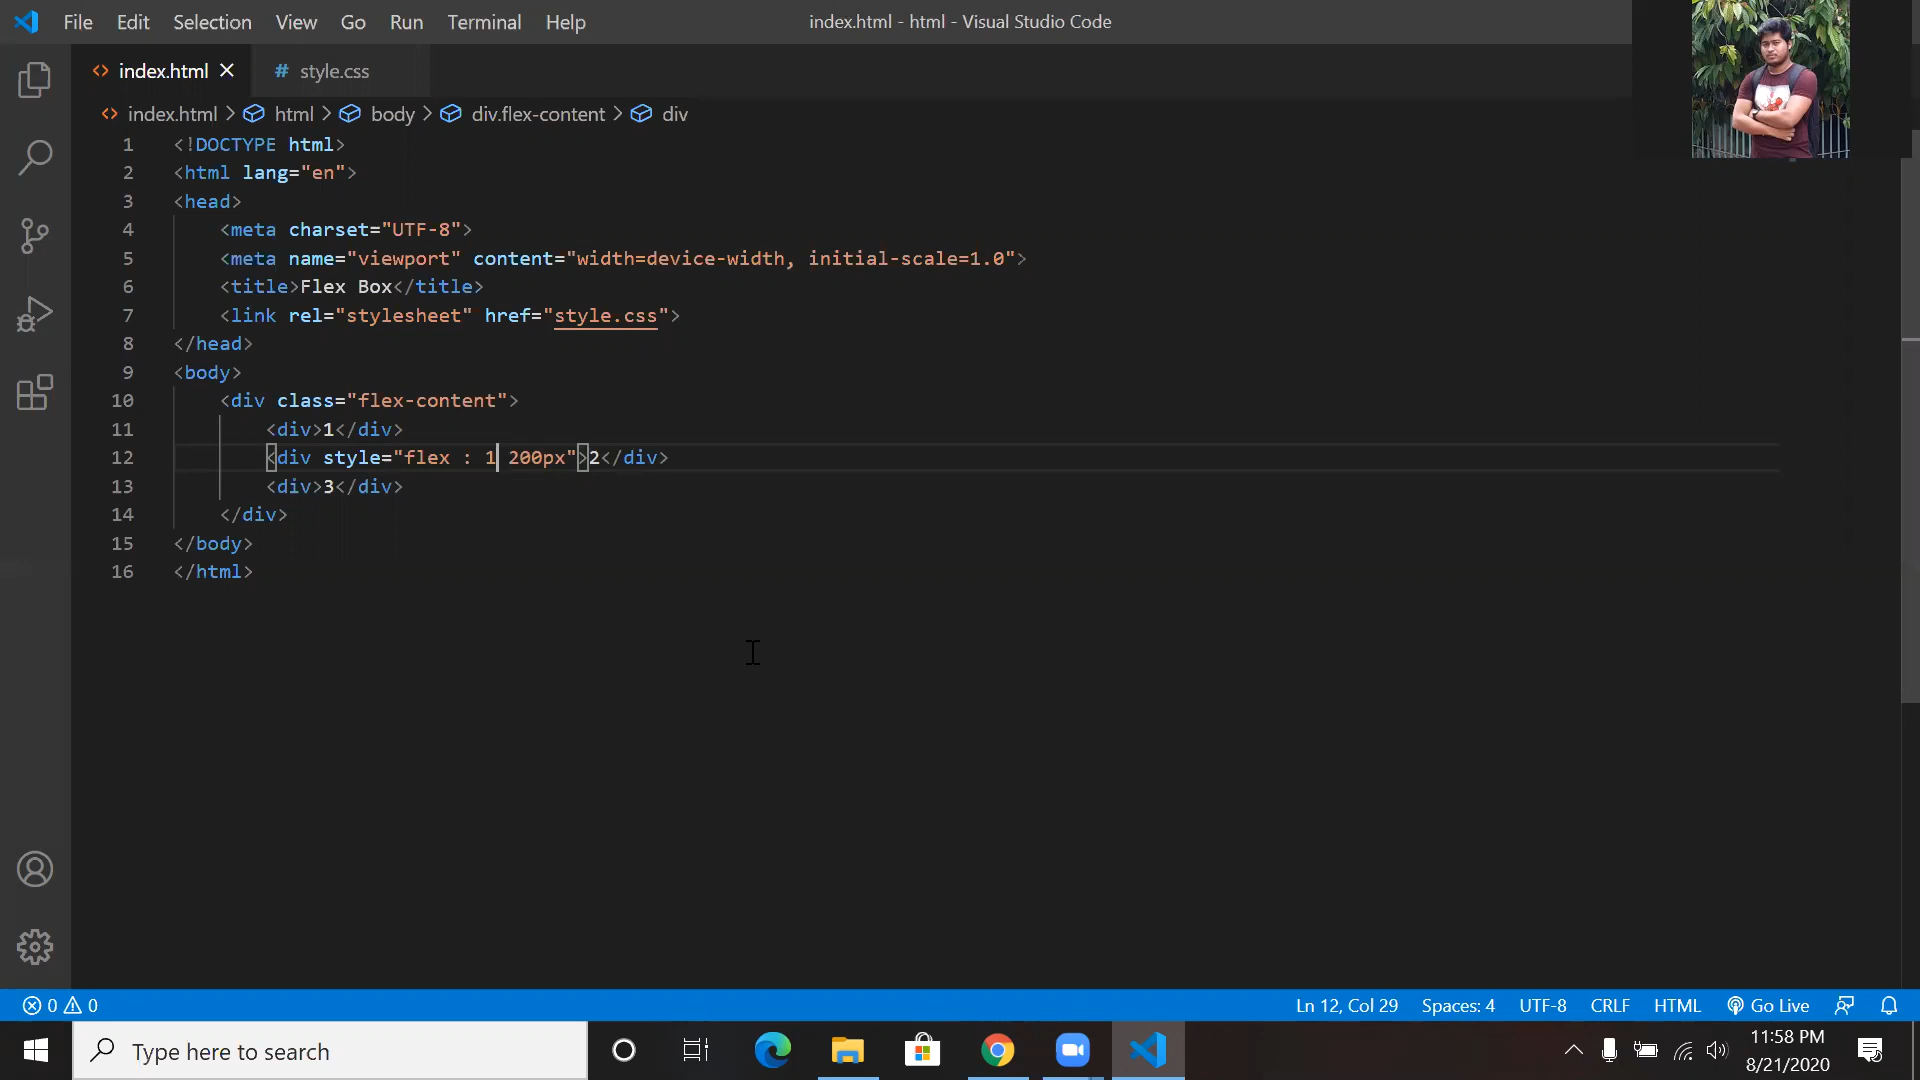 File Edit Selection View Go Run Terminal Help
index.html - html - Visual Studio Code
index.html
# style.css
index.html > html > body > div.flex-content > div
1 <!DOCTYPE html>
2 <html lang="en">
3 <head>
4 <meta charset="UTF-8">
5 <meta name="viewport" content="width=device-width, initial-scale=1.0">
6 <title>Flex Box</title>
7 <link rel="stylesheet" href="style.css">
8 </head>
9 <body>
10 <div class="flex-content">
11 <div>1</div>
12 <div style="flex : 1 200px">2</div>
13 <div>3</div>
14 </div>
15 </body>
16 </html>
0 0
Ln 12, Col 29 Spaces: 4 UTF-8 CRLF HTML Go Live
Type here to search
11:58 PM
8/21/2020